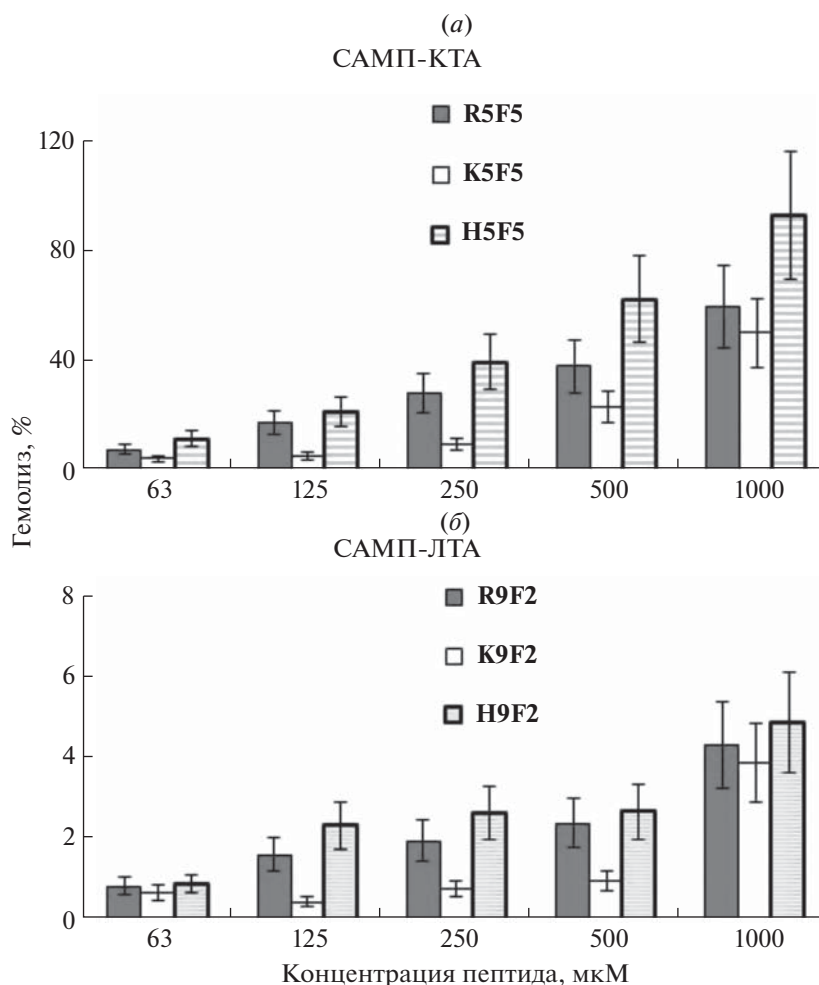 (а)
САМП-КТА
R5F5
K5F5
H5F5
120
80
40
0
63 125 250 500 1000
Гемолиз, %
(б)
САМП-ЛТА
R9F2
K9F2
H9F2
8
6
4
2
0
63 125 250 500 1000
Концентрация пептида, мкМ